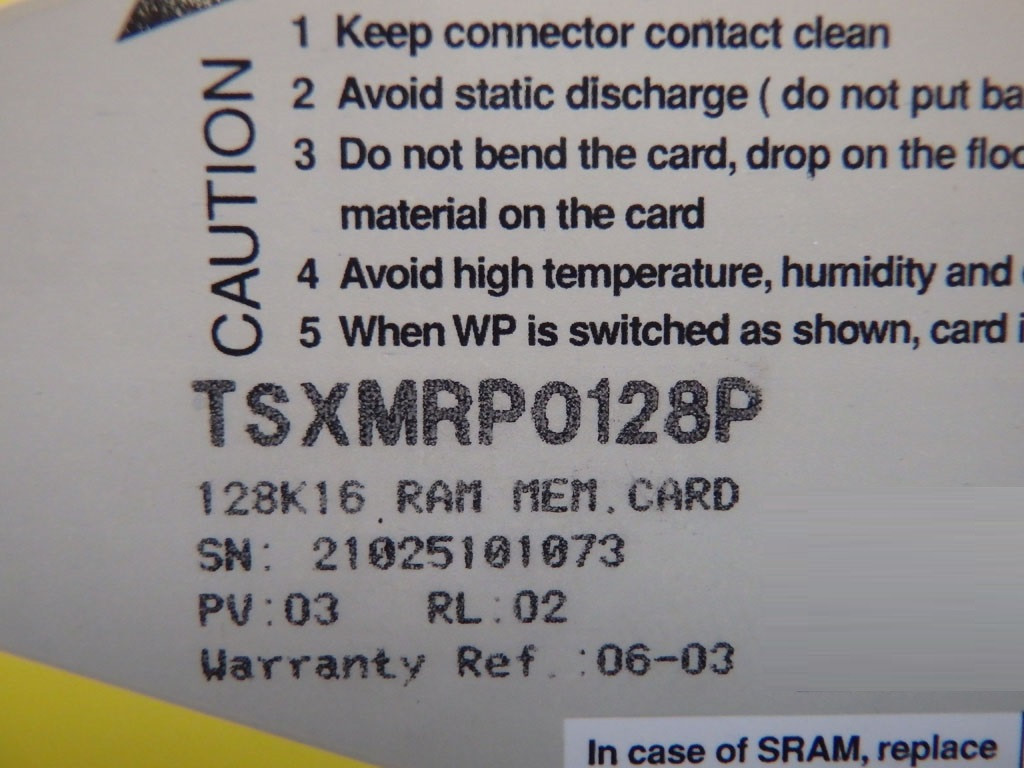 CAUTION
1 Keep connector contact clean
2 Avoid static discharge ( do not put ba
3 Do not bend the card, drop on the floo
material on the card
4 Avoid high temperature, humidity and
5 When WP is switched as shown, card i
TSXMRP0128P
128K16 RAM MEM.CARD
SN: 21025101073
PV:03 RL:02
Warranty Ref.:06-03
In case of SRAM, replace